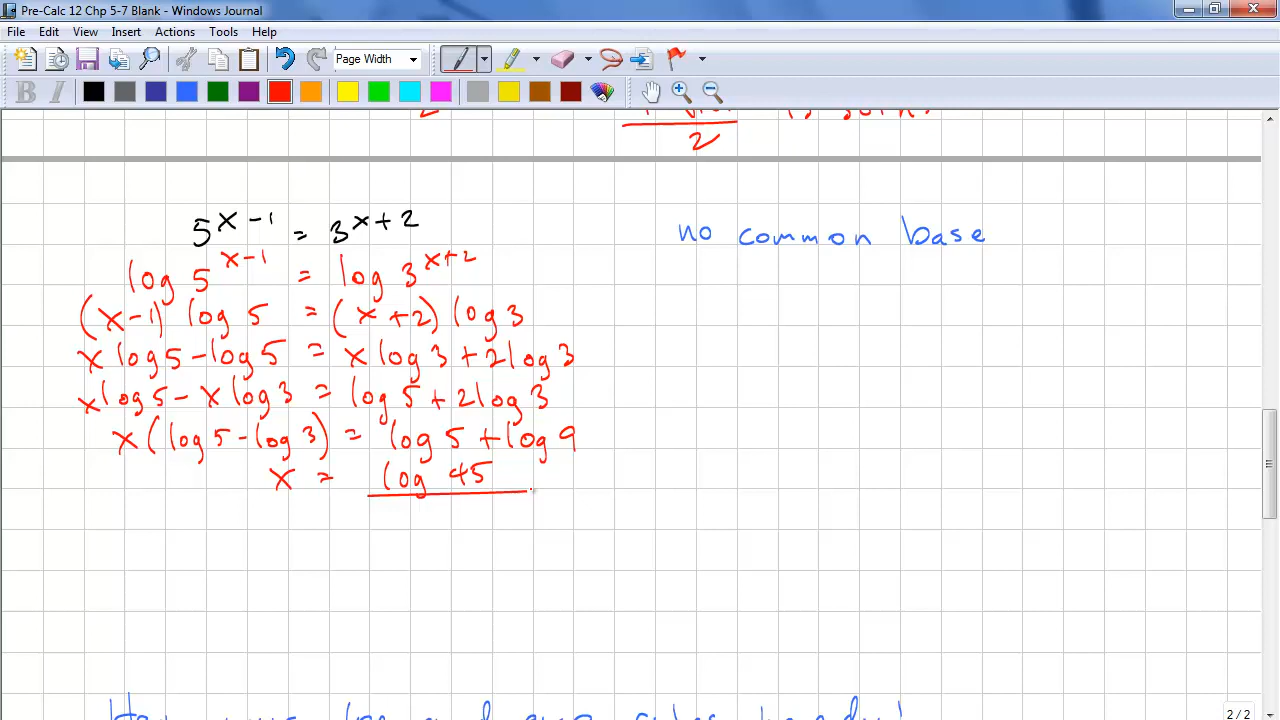 Pre-Calc 12 Chp 5-7 Blank - Windows Journal
File Edit View Insert Actions Tools Help
Page Width
2
2
5^(x-1) = 3^(x+2)
no common base
log 5^(x-1) = log 3^(x+2)
(x-1) log 5 = (x+2) log 3
x log 5 - log 5 = x log 3 + 2 log 3
x log 5 - x log 3 = log 5 + 2 log 3
x (log 5 - log 3) = log 5 + log 9
x = log 45
2 / 2